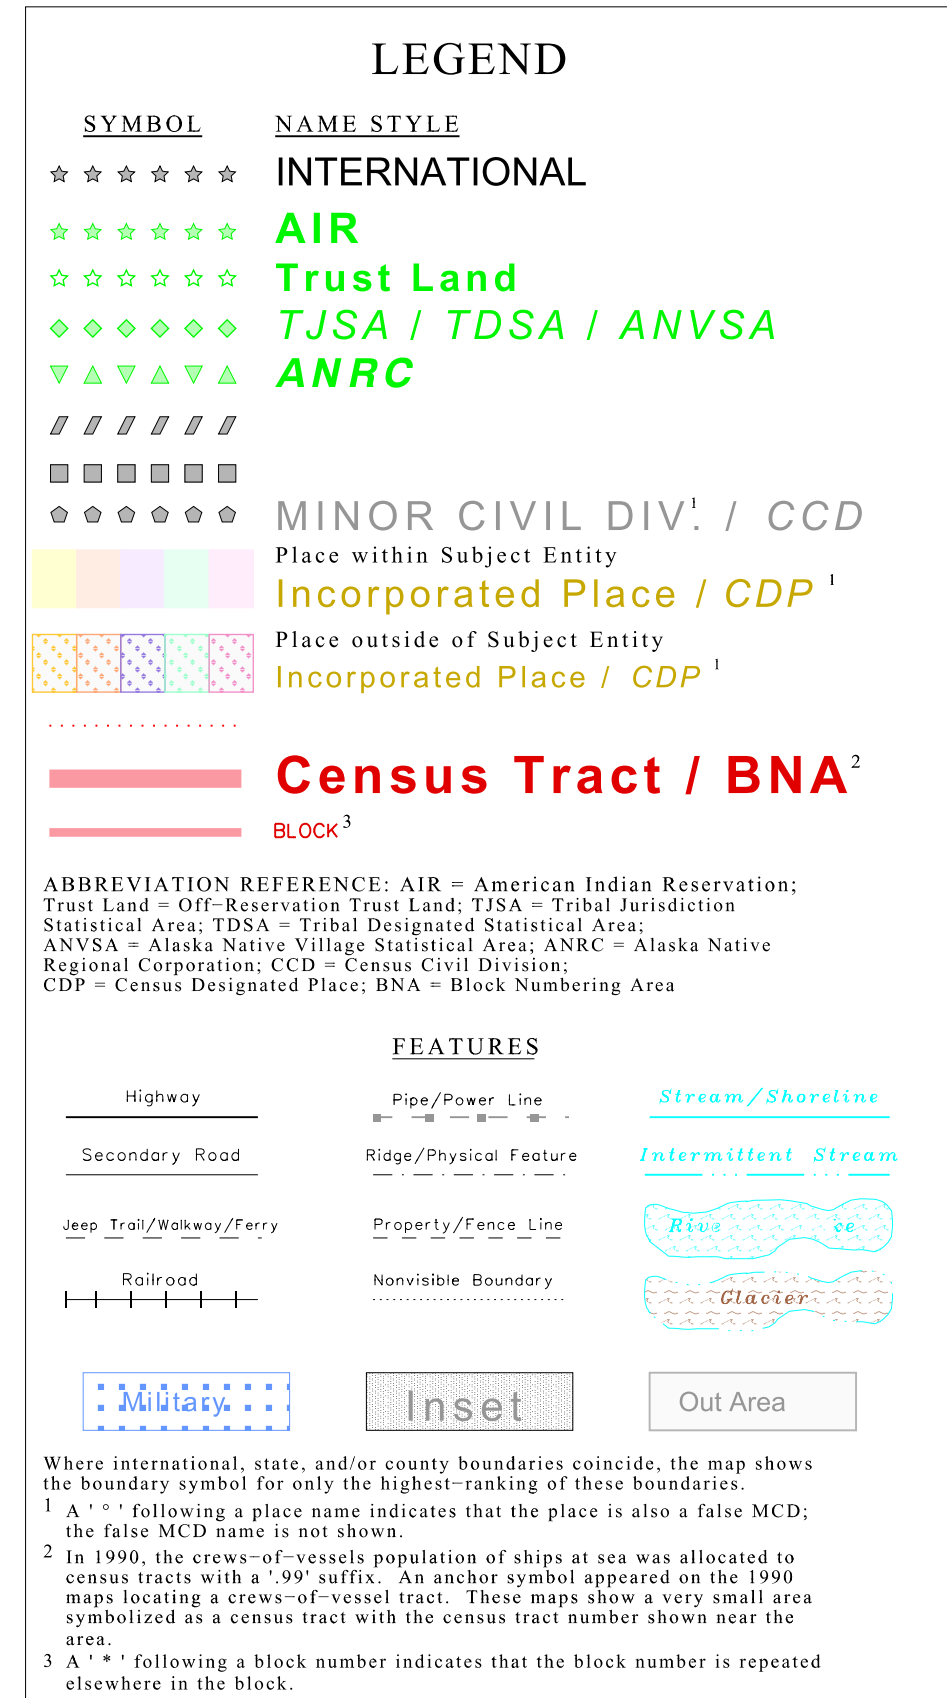 LEGEND
SYMBOL NAME STYLE
INTERNATIONAL
AIR
Trust Land
TJSA / TDSA / ANVSA
ANRC
MINOR CIVIL DIV.¹ / CCD
Place within Subject Entity
Incorporated Place / CDP ¹
Place outside of Subject Entity
Incorporated Place / CDP ¹
Census Tract / BNA²
BLOCK³
ABBREVIATION REFERENCE: AIR = American Indian Reservation;
Trust Land = Off−Reservation Trust Land; TJSA = Tribal Jurisdiction
Statistical Area; TDSA = Tribal Designated Statistical Area;
ANVSA = Alaska Native Village Statistical Area; ANRC = Alaska Native
Regional Corporation; CCD = Census Civil Division;
CDP = Census Designated Place; BNA = Block Numbering Area
FEATURES
Highway Pipe/Power Line Stream/Shoreline
Secondary Road Ridge/Physical Feature Intermittent Stream
Jeep Trail/Walkway/Ferry Property/Fence Line
Railroad Nonvisible Boundary Glacier
Military Inset Out Area
Where international, state, and/or county boundaries coincide, the map shows
the boundary symbol for only the highest−ranking of these boundaries.
1 A ' ° ' following a place name indicates that the place is also a false MCD;
the false MCD name is not shown.
2 In 1990, the crews−of−vessels population of ships at sea was allocated to
census tracts with a '.99' suffix. An anchor symbol appeared on the 1990
maps locating a crews−of−vessel tract. These maps show a very small area
symbolized as a census tract with the census tract number shown near the
area.
3 A ' * ' following a block number indicates that the block number is repeated
elsewhere in the block.